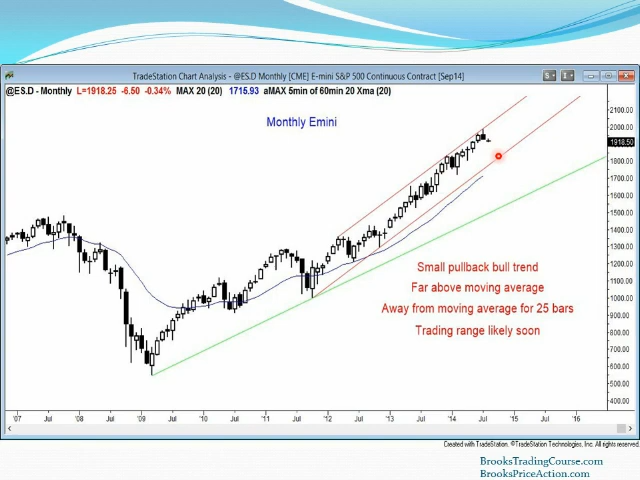 TradeStation Chart Analysis - @ES.D Monthly [CME] E-mini S&P 500 Continuous Contract [Sep14]
@ES.D - Monthly L=1918.25 -6.50 -0.34% MAX 20 (20) 1715.93 aMAX 5min of 60min 20 Xma (20)
Monthly Emini
2100.00
2000.00
1918.50
1800.00
1700.00
1600.00
1500.00
1400.00
1300.00
1200.00
1100.00
1000.00
900.00
800.00
700.00
600.00
500.00
400.00
Small pullback bull trend
Far above moving average
Away from moving average for 25 bars
Trading range likely soon
'07 Jul '08 Jul '09 Jul '10 Jul '11 Jul '12 Jul '13 Jul '14 Jul '15 Jul '16
Created with TradeStation. ©TradeStation Technologies, Inc. All rights reserved.
BrooksTradingCourse.com
BrooksPriceAction.com